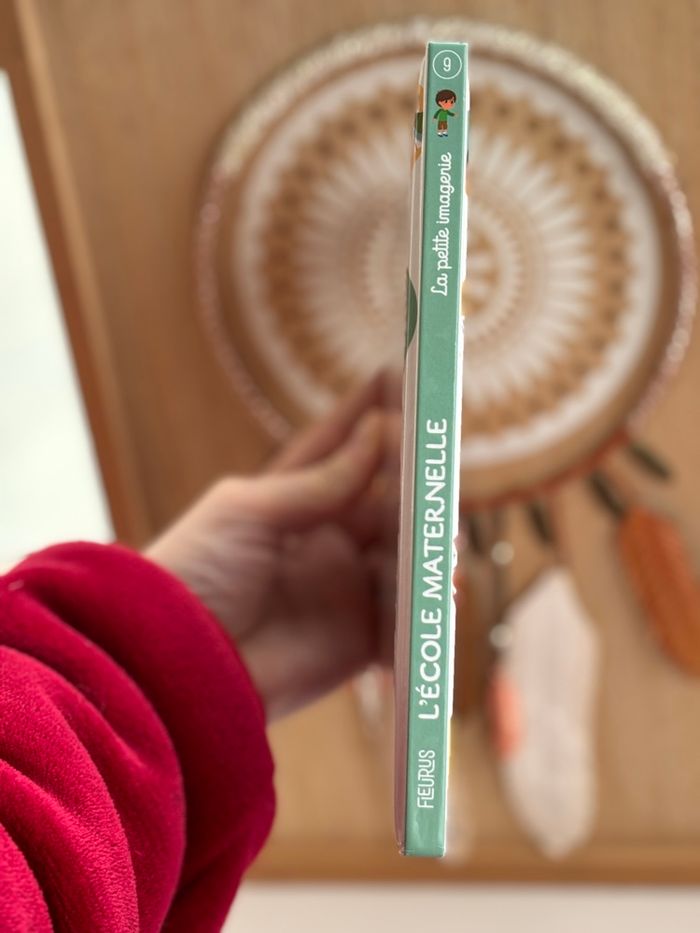 9
La petite imagerie
L'ÉCOLE MATERNELLE
FLEURUS